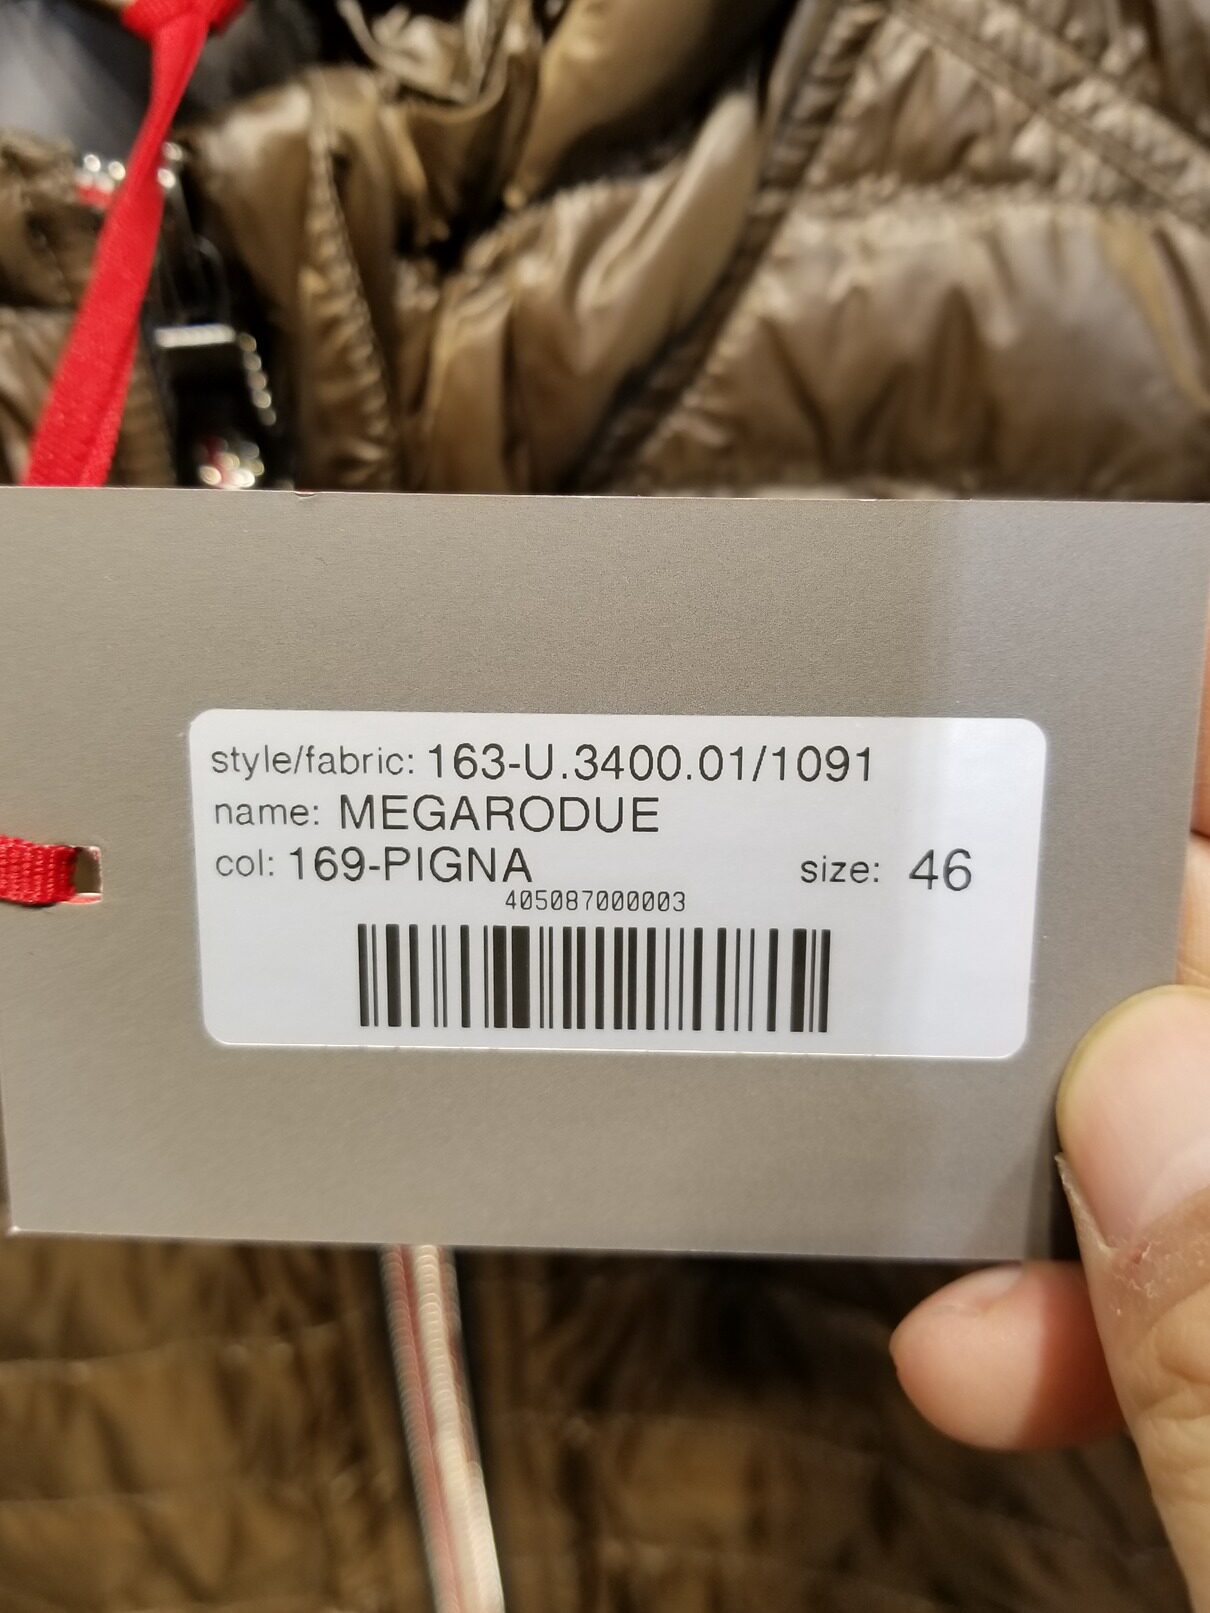 style/fabric: 163-U.3400.01/1091
name: MEGARODUE
col: 169-PIGNA size: 46
405087000003